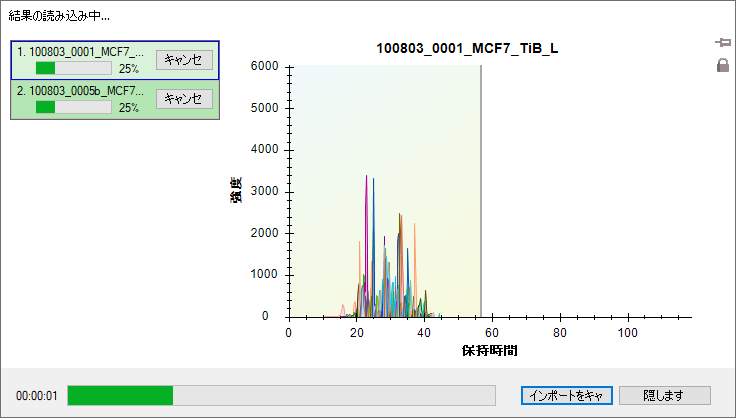 結果の読み込み中...
1. 100803_0001_MCF7_...
キャンセ
25%
2. 100803_0005b_MCF7...
キャンセ
25%
100803_0001_MCF7_TiB_L
6000
5000
4000
3000
2000
1000
0
強度
0 20 40 60 80 100
保持時間
00:00:01
インポートをキャ
隠します